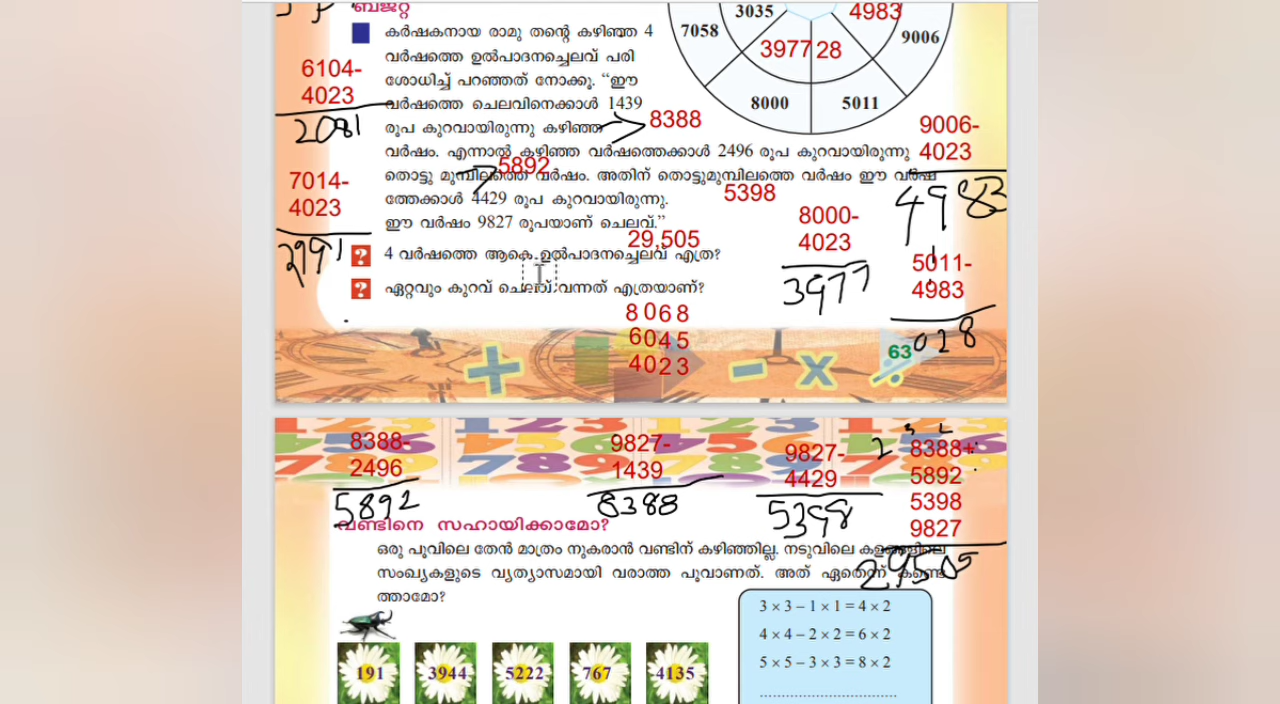 ബജറ്റ്
കർഷകനായ രാമു തന്റെ കഴിഞ്ഞ 4
വർഷത്തെ ഉൽപാദനച്ചെലവ് പരി
ശോധിച്ച് പറഞ്ഞത് നോക്കൂ. “ഈ
വർഷത്തെ ചെലവിനെക്കാൾ 1439
രൂപ കുറവായിരുന്നു കഴിഞ്ഞ
വർഷം. എന്നാൽ കഴിഞ്ഞ വർഷത്തെക്കാൾ 2496 രൂപ കുറവായിരുന്നു
തൊട്ടു മുമ്പിലത്തെ വർഷം. അതിന് തൊട്ടുമുമ്പിലത്തെ വർഷം ഈ വർഷ
ത്തേക്കാൾ 4429 രൂപ കുറവായിരുന്നു.
ഈ വർഷം 9827 രൂപയാണ് ചെലവ്.”
? 4 വർഷത്തെ ആകെ ഉൽപാദനച്ചെലവ് എത്ര?
? ഏറ്റവും കുറവ് ചെലവ് വന്നത് എത്രയാണ്?
3035
4983
7058
9006
3977 28
8000
5011
6104-
4023
2081
7014-
4023
2991
8388
5892
5398
29,505
9006-
4023
4983
8000-
4023
3977
5011-
4983
028
8068
6045
4023
63
8388-
2496
5892
9827-
1439
8388
9827-
4429
5398
8388+
5892
5398
9827
29505
വണ്ടിനെ സഹായിക്കാമോ?
ഒരു പൂവിലെ തേൻ മാത്രം നുകരാൻ വണ്ടിന് കഴിഞ്ഞില്ല. നടുവിലെ കളങ്ങളിലെ
സംഖ്യകളുടെ വ്യത്യാസമായി വരാത്ത പൂവാണത്. അത് ഏതെന്ന് കണ്ടെ
ത്താമോ?
191 3944 5222 767 4135
3 × 3 – 1 × 1 = 4 × 2
4 × 4 – 2 × 2 = 6 × 2
5 × 5 – 3 × 3 = 8 × 2